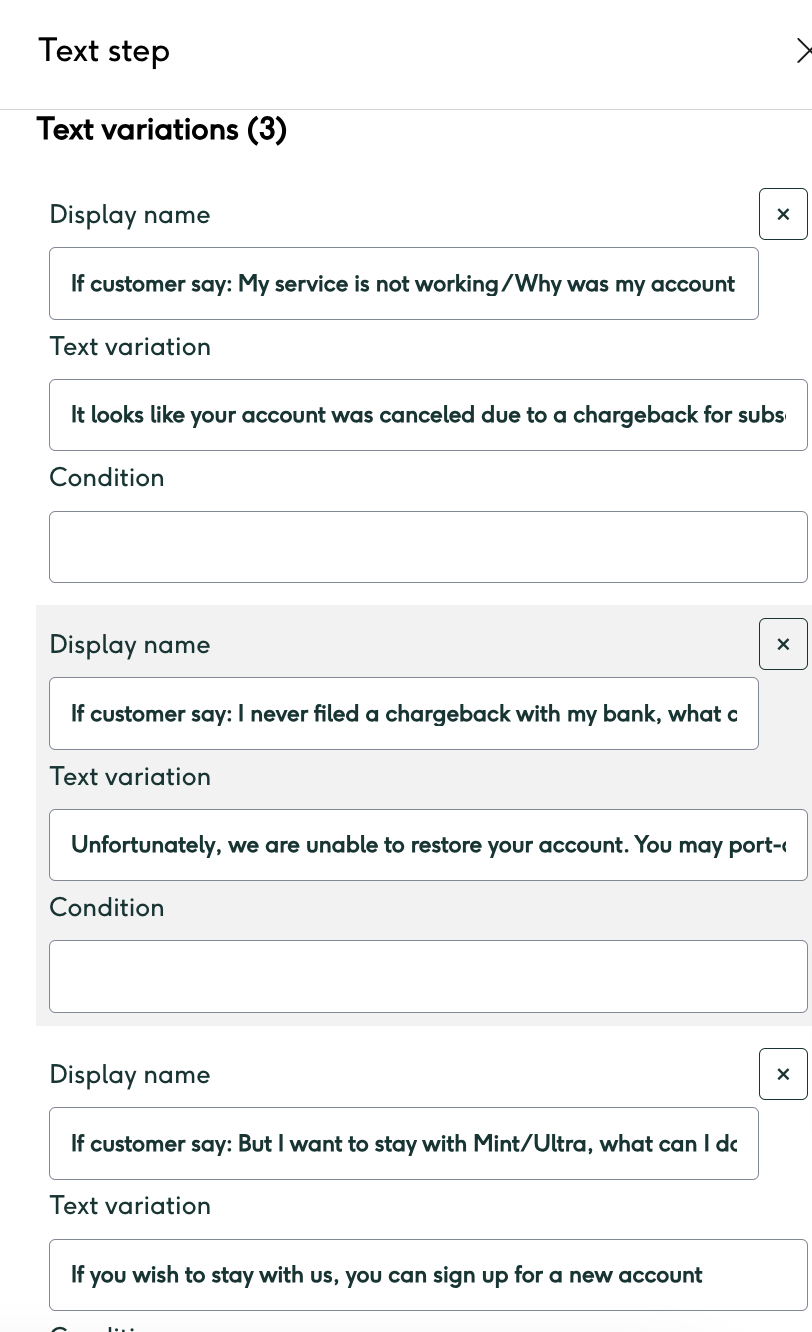 Text step
Text variations (3)
Display name
If customer say: My service is not working/Why was my account
Text variation
It looks like your account was canceled due to a chargeback for
Condition
Display name
If customer say: I never filed a chargeback with my bank, what
Text variation
Unfortunately, we are unable to restore your account. You may port-
Condition
Display name
If customer say: But I want to stay with Mint/Ultra, what can I
Text variation
If you wish to stay with us, you can sign up for a new account